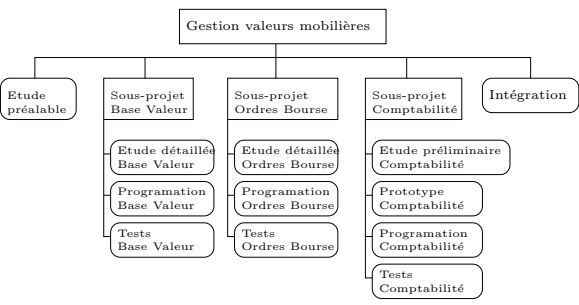 Gestion valeurs mobilières
Etude
préalable
Sous-projet
Base Valeur
Sous-projet
Ordres Bourse
Sous-projet
Comptabilité
Intégration
Etude détaillée
Base Valeur
Etude détaillée
Ordres Bourse
Etude préliminaire
Comptabilité
Programation
Base Valeur
Programation
Ordres Bourse
Prototype
Comptabilité
Tests
Base Valeur
Tests
Ordres Bourse
Programation
Comptabilité
Tests
Comptabilité